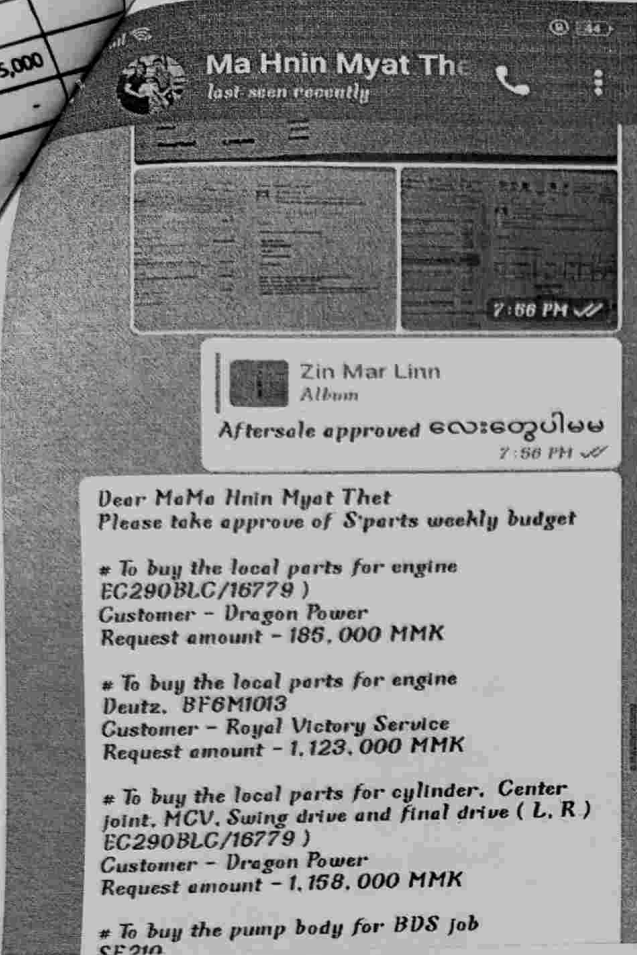 5,000
44
Ma Hnin Myat The
last seen recently
7:56 PM
Zin Mar Linn
Album
Aftersale approved လေးတွေပါမမ
7:56 PM
Dear MaMa Hnin Myat Thet
Please take approve of S'parts weekly budget
# To buy the local parts for engine
EC290BLC/16779 )
Customer - Dragon Power
Request amount - 185,000 MMK
# To buy the local parts for engine
Deutz, BF6M1013
Customer - Royal Victory Service
Request amount - 1,123,000 MMK
# To buy the local parts for cylinder, Center
joint, MCV, Swing drive and final drive ( L, R )
EC290BLC/16779 )
Customer - Dragon Power
Request amount - 1,158,000 MMK
# To buy the pump body for BDS job
SE210